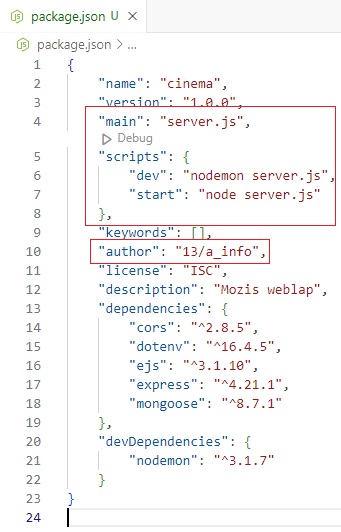 package.json U
package.json > ...
1 {
2 "name": "cinema",
3 "version": "1.0.0",
4 "main": "server.js",
Debug
5 "scripts": {
6 "dev": "nodemon server.js",
7 "start": "node server.js"
8 },
9 "keywords": [],
10 "author": "13/a_info",
11 "license": "ISC",
12 "description": "Mozis weblap",
13 "dependencies": {
14 "cors": "^2.8.5",
15 "dotenv": "^16.4.5",
16 "ejs": "^3.1.10",
17 "express": "^4.21.1",
18 "mongoose": "^8.7.1"
19 },
20 "devDependencies": {
21 "nodemon": "^3.1.7"
22 }
23 }
24